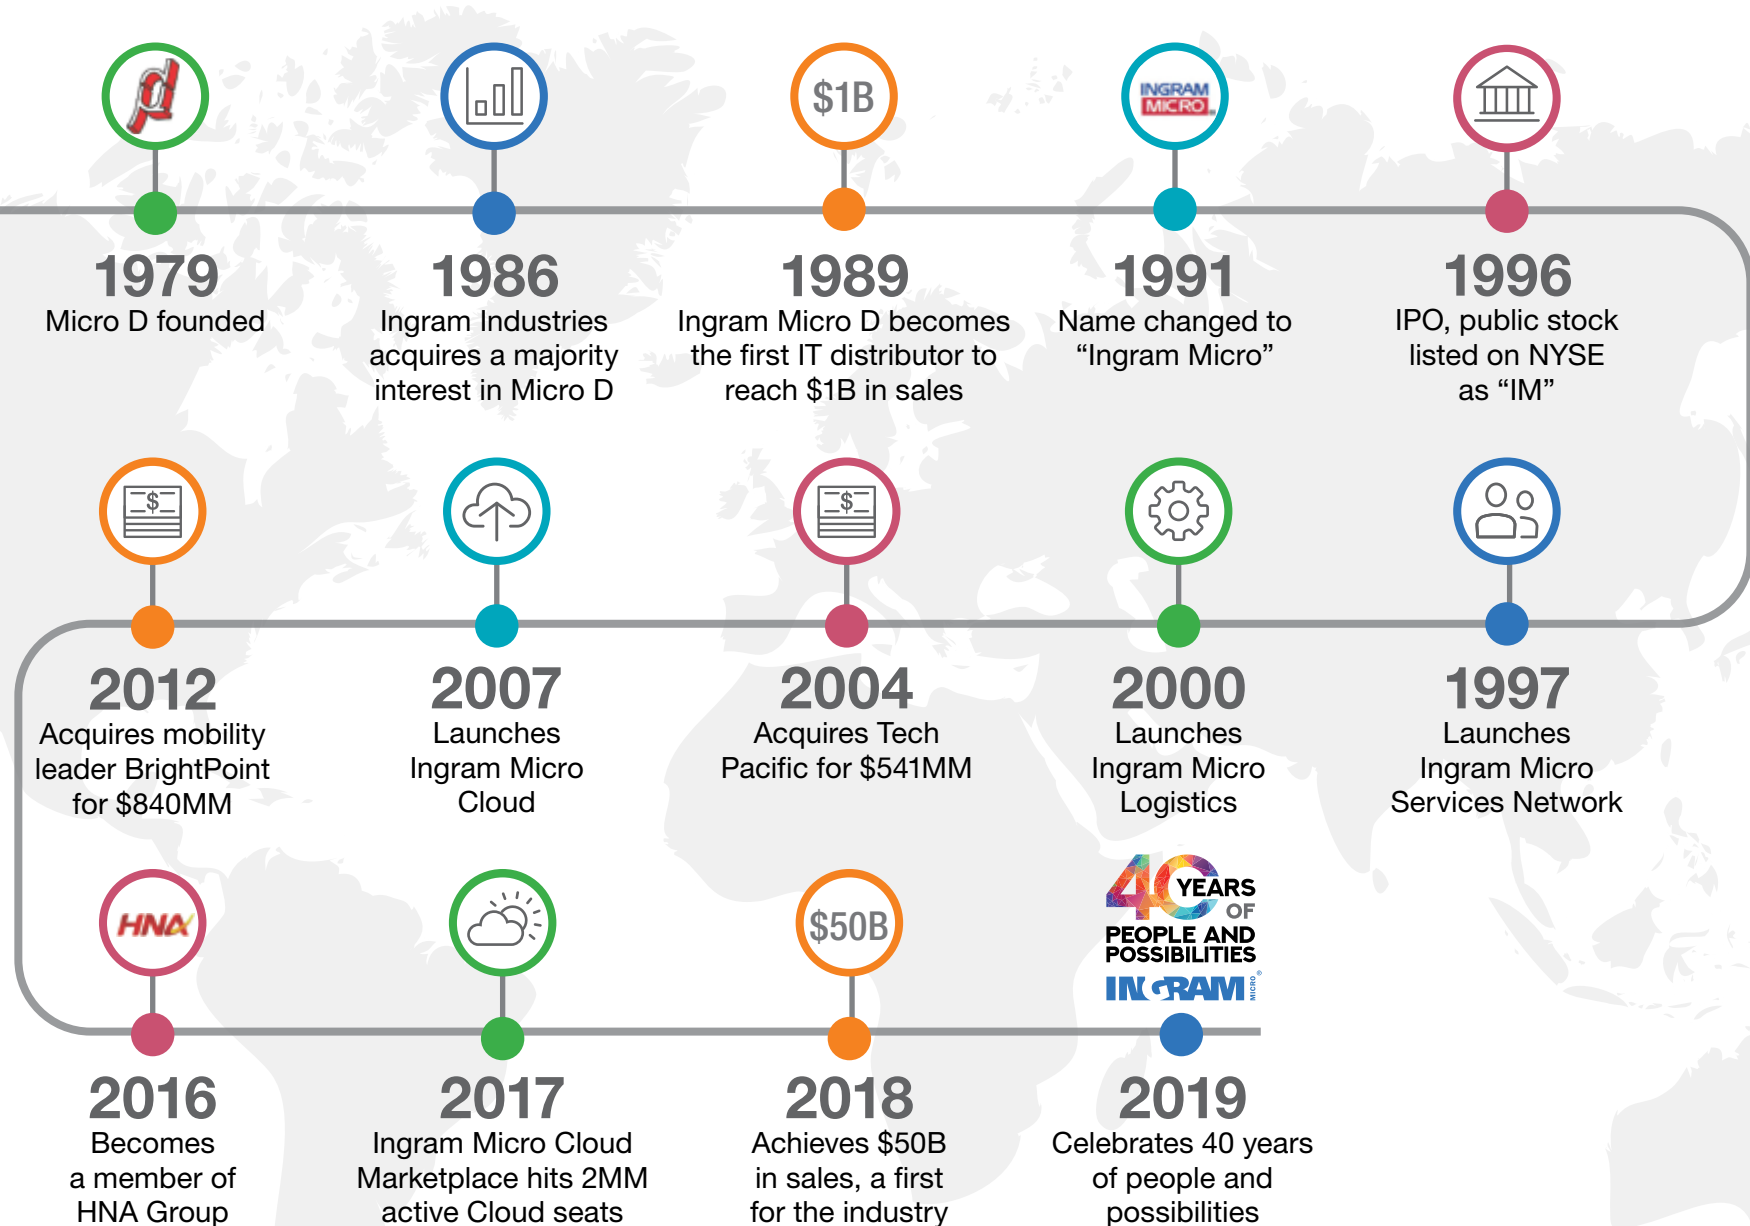 $1B
INGRAM
MICRO
1979
Micro D founded
1986
Ingram Industries
acquires a majority
interest in Micro D
1989
Ingram Micro D becomes
the first IT distributor to
reach $1B in sales
1991
Name changed to
“Ingram Micro”
1996
IPO, public stock
listed on NYSE
as “IM”
$
$
2012
Acquires mobility
leader BrightPoint
for $840MM
2007
Launches
Ingram Micro
Cloud
2004
Acquires Tech
Pacific for $541MM
2000
Launches
Ingram Micro
Logistics
1997
Launches
Ingram Micro
Services Network
HNA
$50B
40 YEARS
OF
PEOPLE AND
POSSIBILITIES
INGRAM MICRO®
2016
Becomes
a member of
HNA Group
2017
Ingram Micro Cloud
Marketplace hits 2MM
active Cloud seats
2018
Achieves $50B
in sales, a first
for the industry
2019
Celebrates 40 years
of people and
possibilities